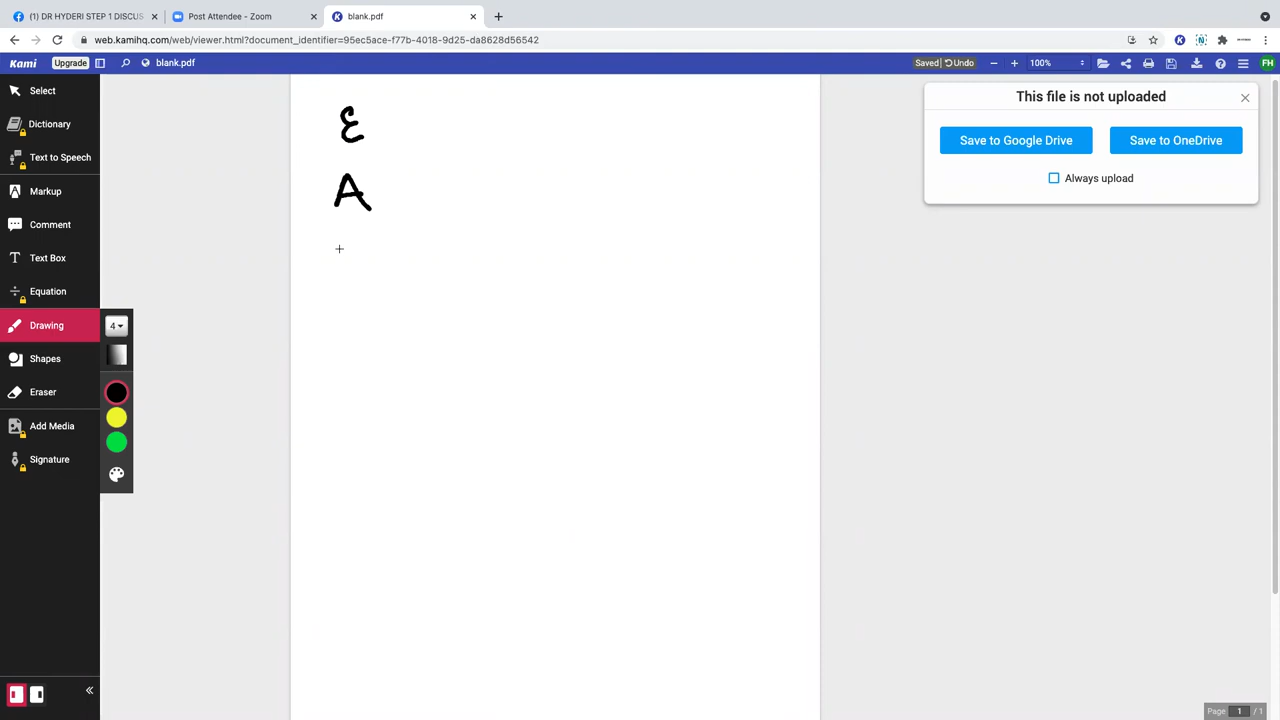 (1) DR HYDERI STEP 1 DISCUS
Post Attendee - Zoom
blank.pdf
web.kamihq.com/web/viewer.html?document_identifier=95ec5ace-f77b-4018-9d25-da8628d56542
Kami Upgrade blank.pdf Saved Undo 100% FH
Select
Dictionary
Text to Speech
Markup
Comment
Text Box
Equation
Drawing
Shapes
Eraser
Add Media
Signature
4
E
A
This file is not uploaded
Save to Google Drive Save to OneDrive
Always upload
Page 1 / 1